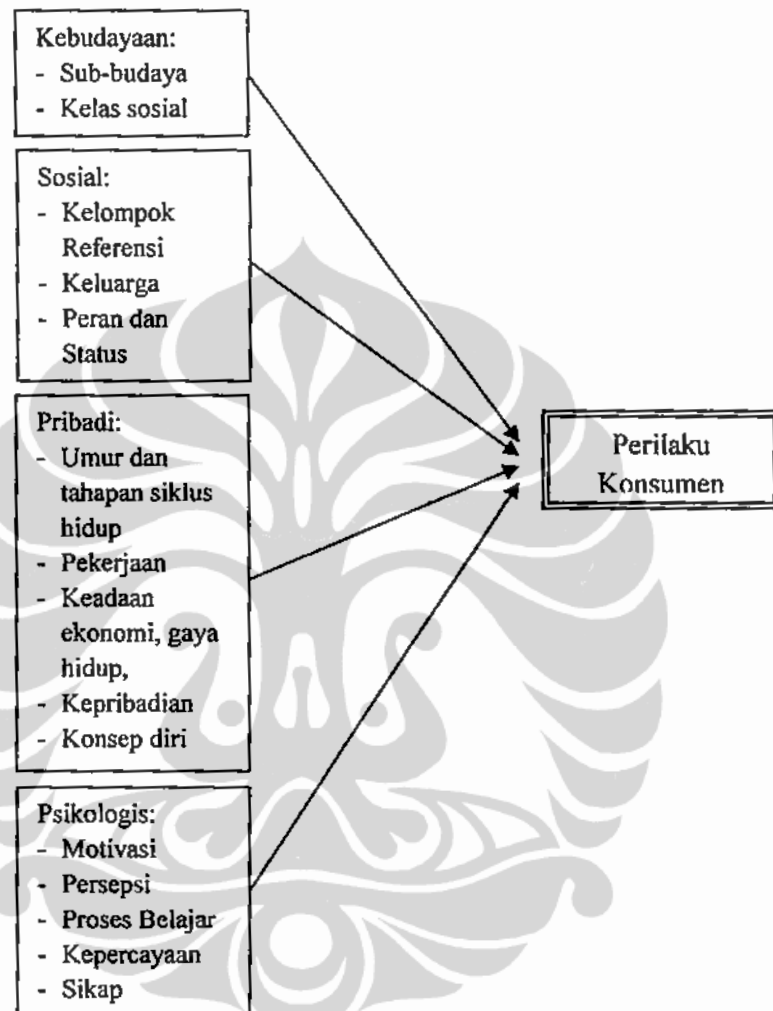 Kebudayaan:
- Sub-budaya
- Kelas sosial
Sosial:
- Kelompok
Referensi
- Keluarga
- Peran dan
Status
Pribadi:
- Umur dan
tahapan siklus
hidup
- Pekerjaan
- Keadaan
ekonomi, gaya
hidup,
- Kepribadian
- Konsep diri
Psikologis:
- Motivasi
- Persepsi
- Proses Belajar
- Kepercayaan
- Sikap
Perilaku
Konsumen